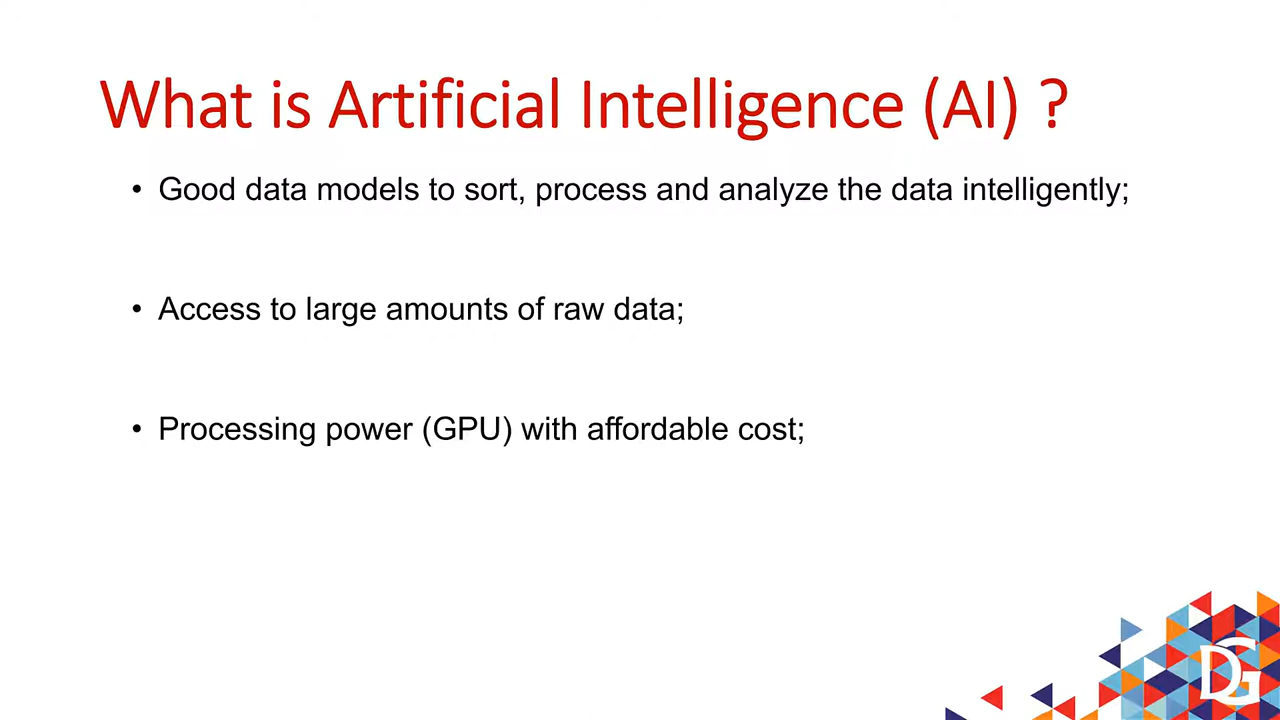 What is Artificial Intelligence (AI) ?
• Good data models to sort, process and analyze the data intelligently;
• Access to large amounts of raw data;
• Processing power (GPU) with affordable cost;
DG